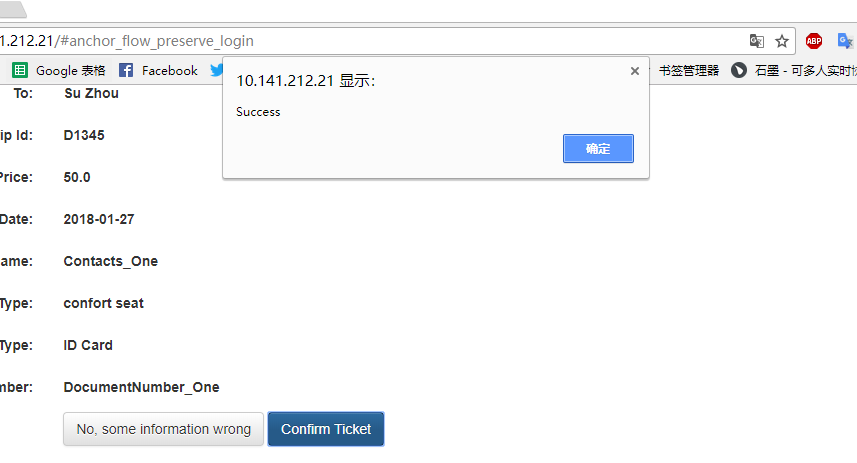 1.212.21/#anchor_flow_preserve_login
ABP
Google 表格 Facebook 书签管理器 石墨 - 可多人实时协
10.141.212.21 显示：
Success
确定
To: Su Zhou
ip Id: D1345
Price: 50.0
Date: 2018-01-27
ame: Contacts_One
Type: confort seat
Type: ID Card
mber: DocumentNumber_One
No, some information wrong Confirm Ticket